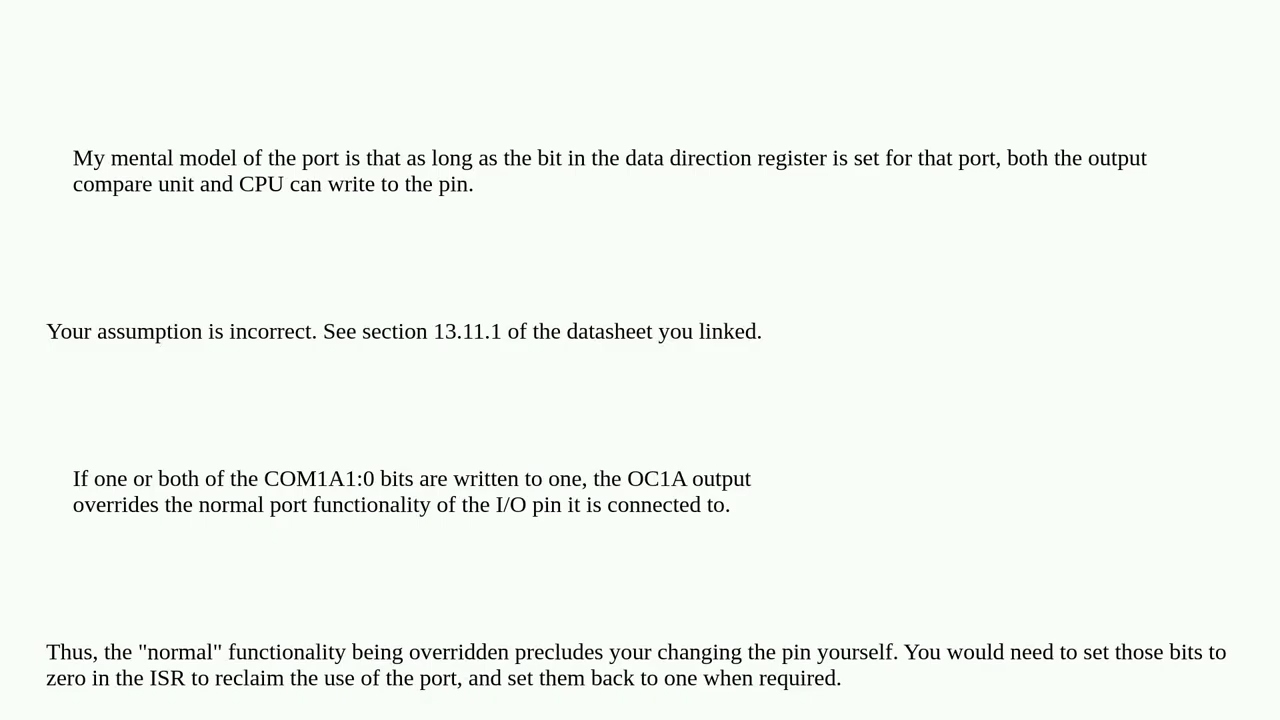 My mental model of the port is that as long as the bit in the data direction register is set for that port, both the output
compare unit and CPU can write to the pin.
Your assumption is incorrect. See section 13.11.1 of the datasheet you linked.
If one or both of the COM1A1:0 bits are written to one, the OC1A output
overrides the normal port functionality of the I/O pin it is connected to.
Thus, the "normal" functionality being overridden precludes your changing the pin yourself. You would need to set those bits to
zero in the ISR to reclaim the use of the port, and set them back to one when required.